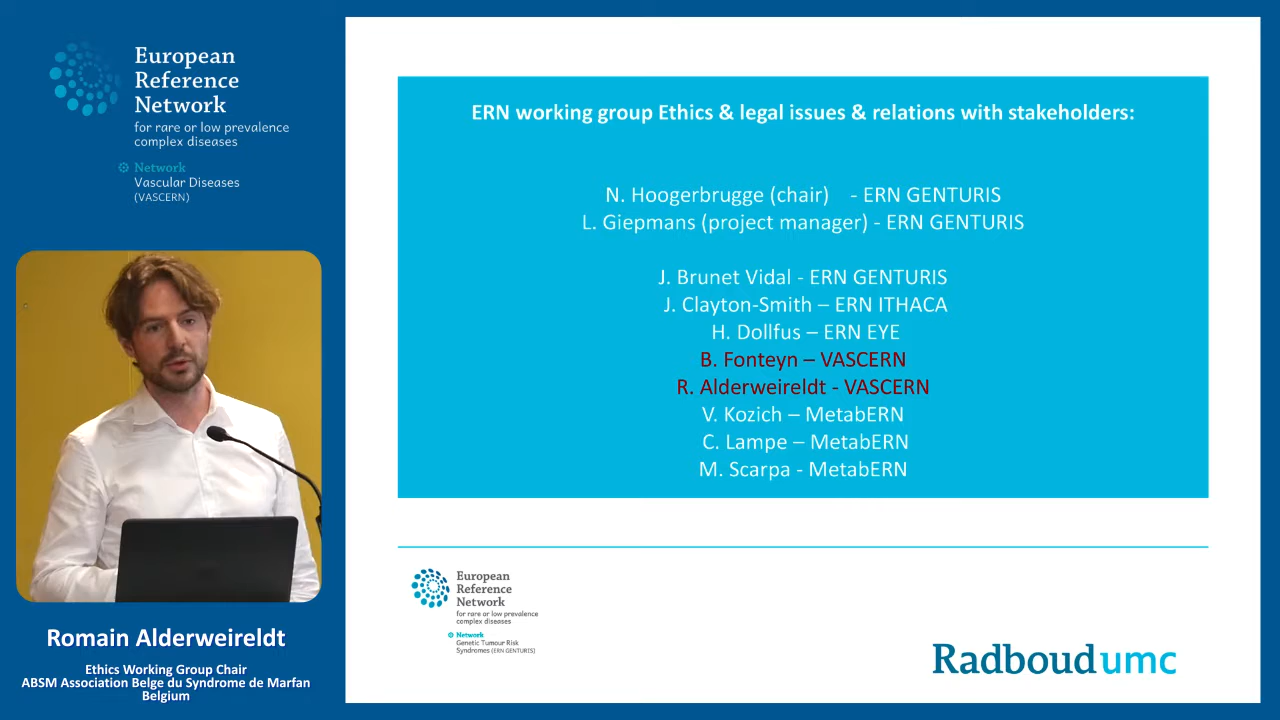 European
Reference
Network
for rare or low prevalence
complex diseases
Network
Vascular Diseases
(VASCERN)
Romain Alderweireldt
Ethics Working Group Chair
ABSM Association Belge du Syndrome de Marfan
Belgium
ERN working group Ethics & legal issues & relations with stakeholders:
N. Hoogerbrugge (chair) - ERN GENTURIS
L. Giepmans (project manager) - ERN GENTURIS
J. Brunet Vidal - ERN GENTURIS
J. Clayton-Smith – ERN ITHACA
H. Dollfus – ERN EYE
B. Fonteyn – VASCERN
R. Alderweireldt - VASCERN
V. Kozich – MetabERN
C. Lampe – MetabERN
M. Scarpa - MetabERN
European
Reference
Network
for rare or low prevalence
complex diseases
Network
Genetic Tumour Risk
Syndromes (ERN GENTURIS)
Radboudumc